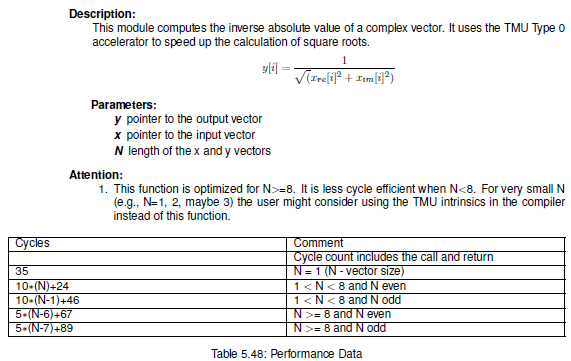 Description:
This module computes the inverse absolute value of a complex vector. It uses the TMU Type 0
accelerator to speed up the calculation of square roots.
y[i] = 1 / √(x_re[i]² + x_im[i]²)
Parameters:
y pointer to the output vector
x pointer to the input vector
N length of the x and y vectors
Attention:
1. This function is optimized for N>=8. It is less cycle efficient when N<8. For very small N
(e.g., N=1, 2, maybe 3) the user might consider using the TMU intrinsics in the compiler
instead of this function.
Cycles Comment
Cycle count includes the call and return
35 N = 1 (N - vector size)
10*(N)+24 1 < N < 8 and N even
10*(N-1)+46 1 < N < 8 and N odd
5*(N-6)+67 N >= 8 and N even
5*(N-7)+89 N >= 8 and N odd
Table 5.48: Performance Data